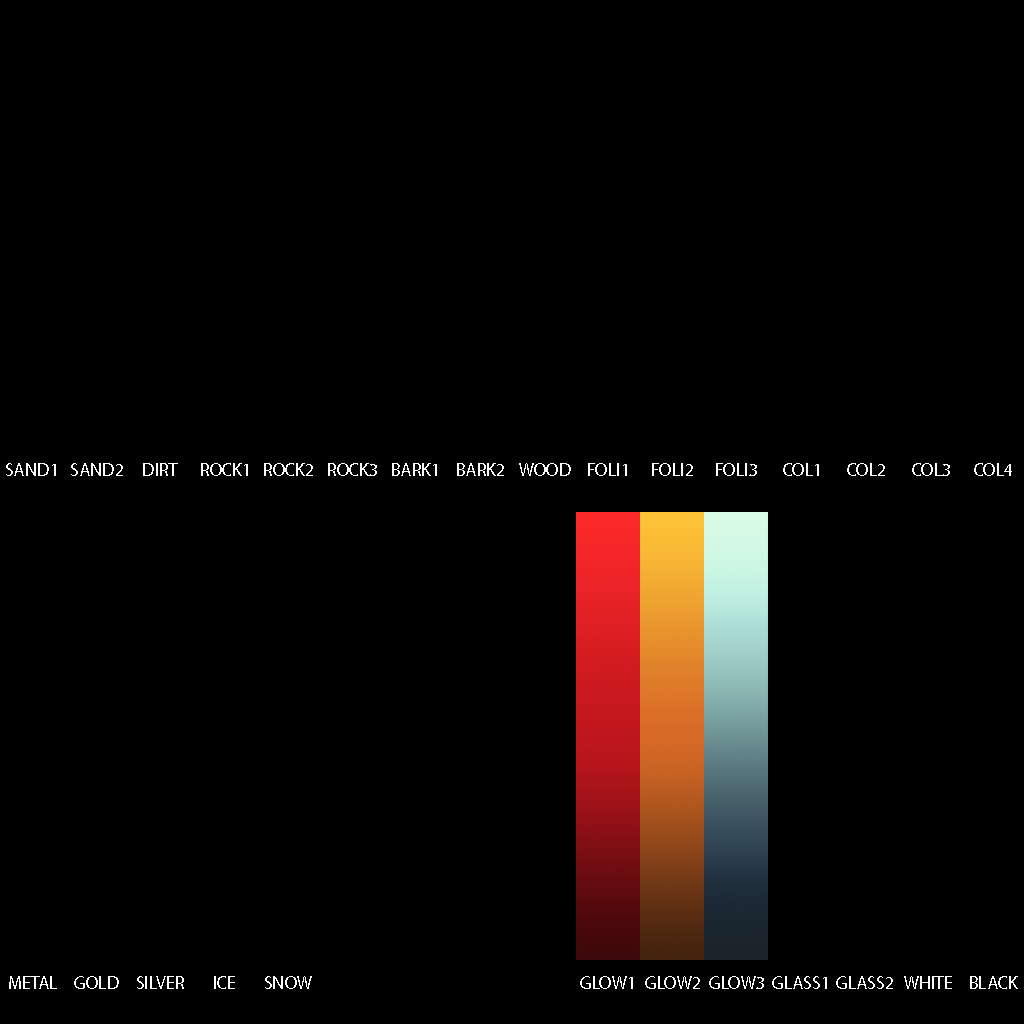 SAND1 SAND2 DIRT ROCK1 ROCK2 ROCK3 BARK1 BARK2 WOOD FOLI1 FOLI2 FOLI3 COL1 COL2 COL3 COL4
METAL GOLD SILVER ICE SNOW GLOW1 GLOW2 GLOW3 GLASS1 GLASS2 WHITE BLACK